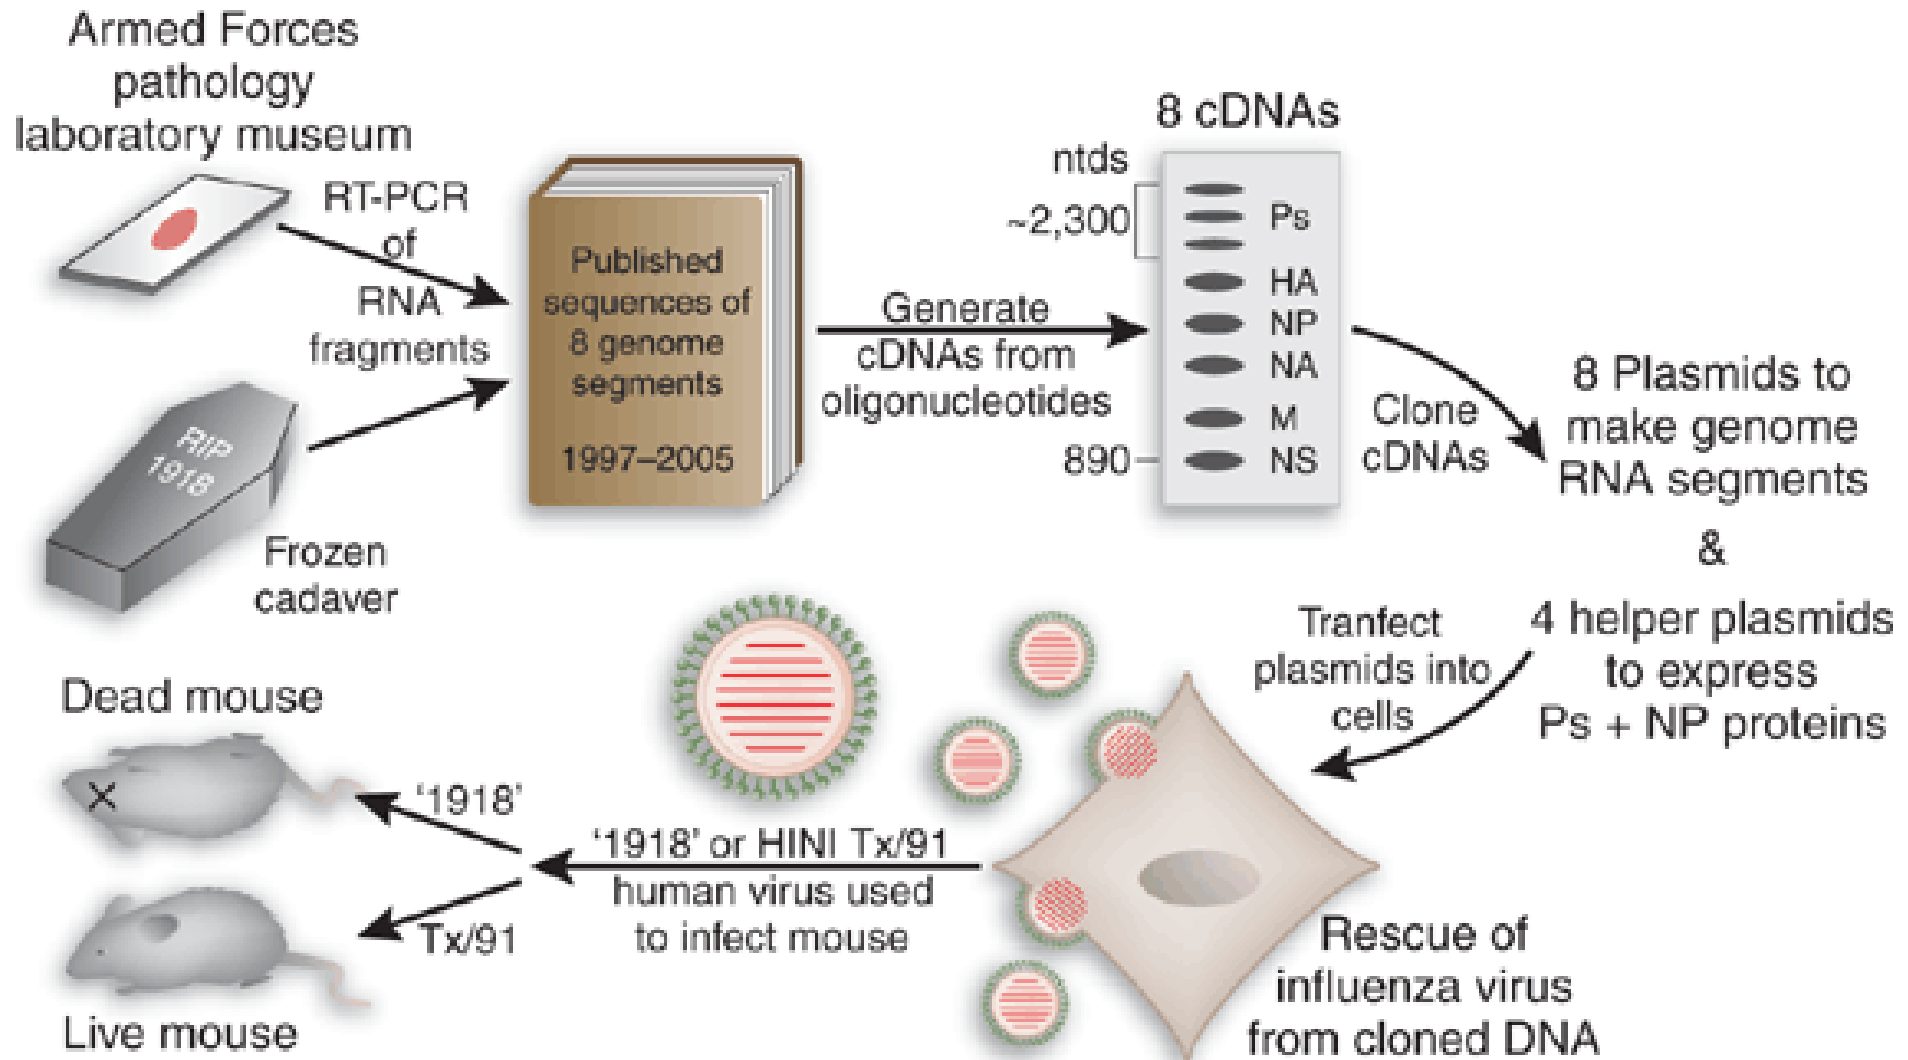 Armed Forces
pathology
laboratory museum
RT-PCR
of
RNA
fragments
RIP
1918
Frozen
cadaver
Published
sequences of
8 genome
segments
1997–2005
Generate
cDNAs from
oligonucleotides
8 cDNAs
ntds
~2,300
Ps
HA
NP
NA
M
890
NS
Clone
cDNAs
8 Plasmids to
make genome
RNA segments
&
4 helper plasmids
to express
Ps + NP proteins
Tranfect
plasmids into
cells
Rescue of
influenza virus
from cloned DNA
‘1918’ or HINI Tx/91
human virus used
to infect mouse
‘1918’
Tx/91
Dead mouse
Live mouse